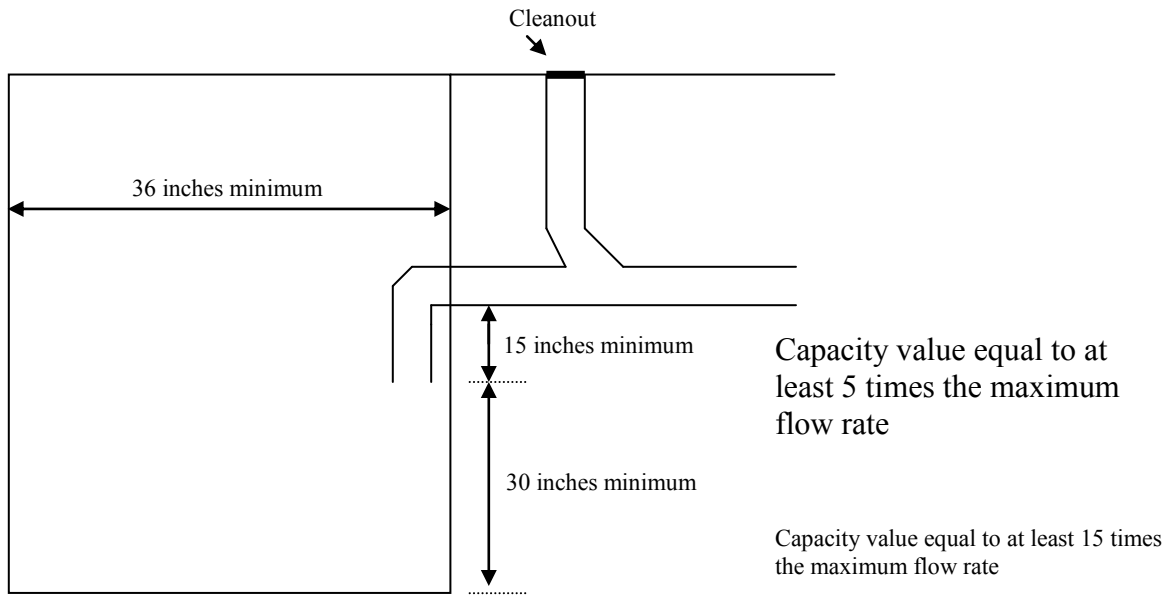 Cleanout
36 inches minimum
15 inches minimum
Capacity value equal to at
least 5 times the maximum
flow rate
30 inches minimum
Capacity value equal to at least 15 times
the maximum flow rate